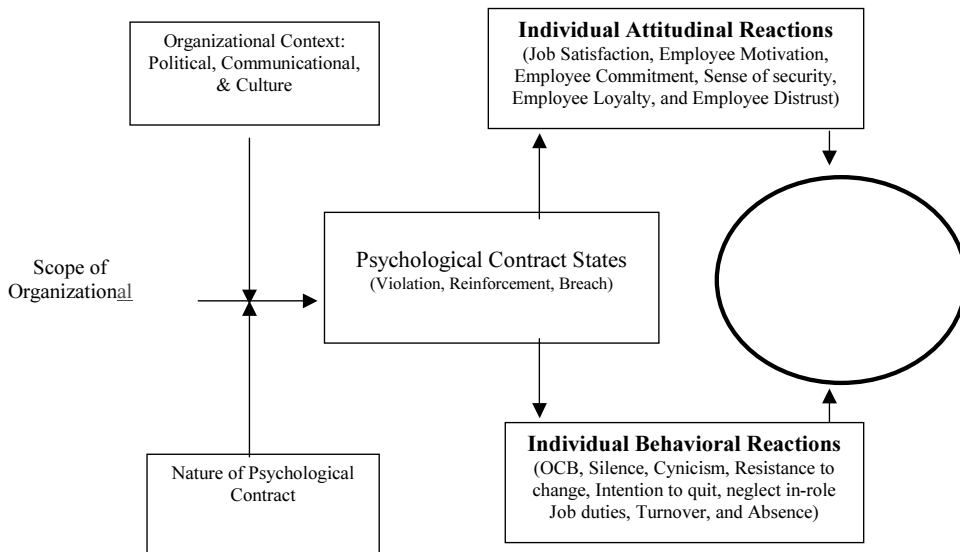 Organizational Context:
Political, Communicational,
& Culture
Individual Attitudinal Reactions
(Job Satisfaction, Employee Motivation,
Employee Commitment, Sense of security,
Employee Loyalty, and Employee Distrust)
Scope of
Organizational
Psychological Contract States
(Violation, Reinforcement, Breach)
Nature of Psychological
Contract
Individual Behavioral Reactions
(OCB, Silence, Cynicism, Resistance to
change, Intention to quit, neglect in-role
Job duties, Turnover, and Absence)